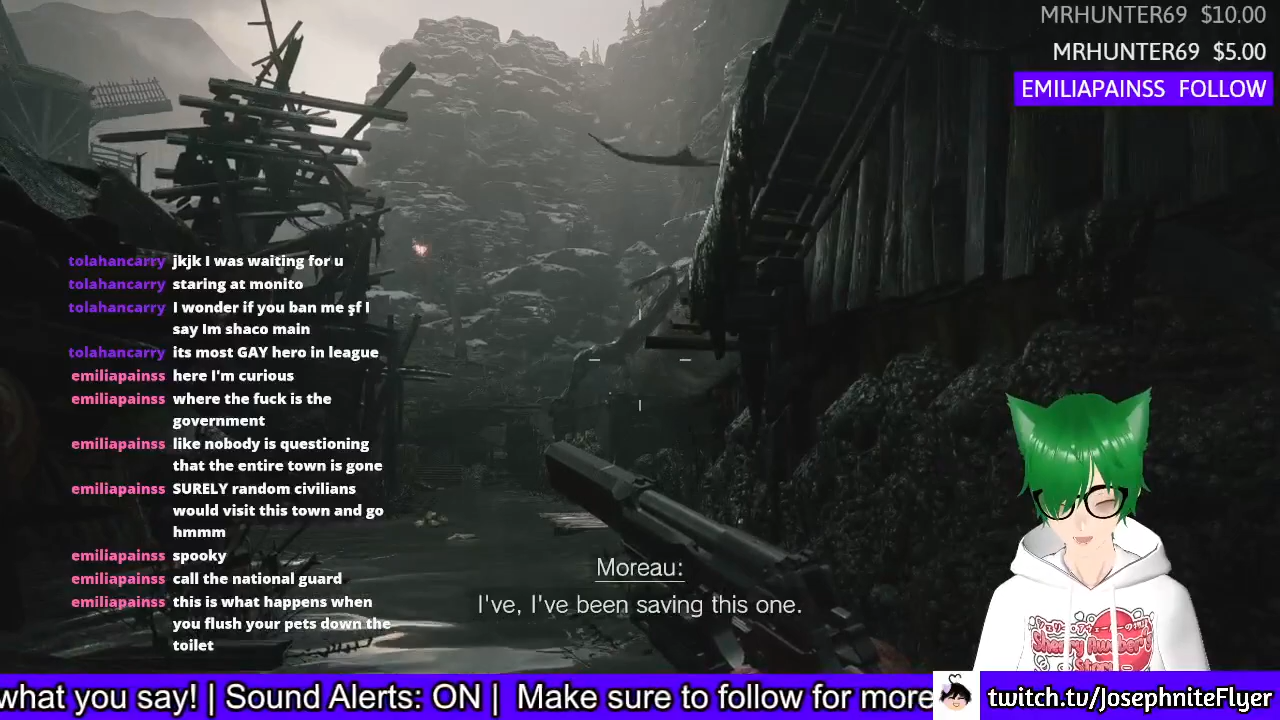 MRHUNTER69 $10.00
MRHUNTER69 $5.00
EMILIAPAINSS FOLLOW
tolahancarry jkjk I was waiting for u
tolahancarry staring at monito
tolahancarry I wonder if you ban me şf I
say Im shaco main
tolahancarry its most GAY hero in league
emiliapainss here I'm curious
emiliapainss where the fuck is the
government
emiliapainss like nobody is questioning
that the entire town is gone
emiliapainss SURELY random civilians
would visit this town and go
hmmm
emiliapainss spooky
emiliapainss call the national guard
emiliapainss this is what happens when
you flush your pets down the
toilet
Moreau:
I've, I've been saving this one.
what you say! | Sound Alerts: ON | Make sure to follow for more
twitch.tv/JosephniteFlyer